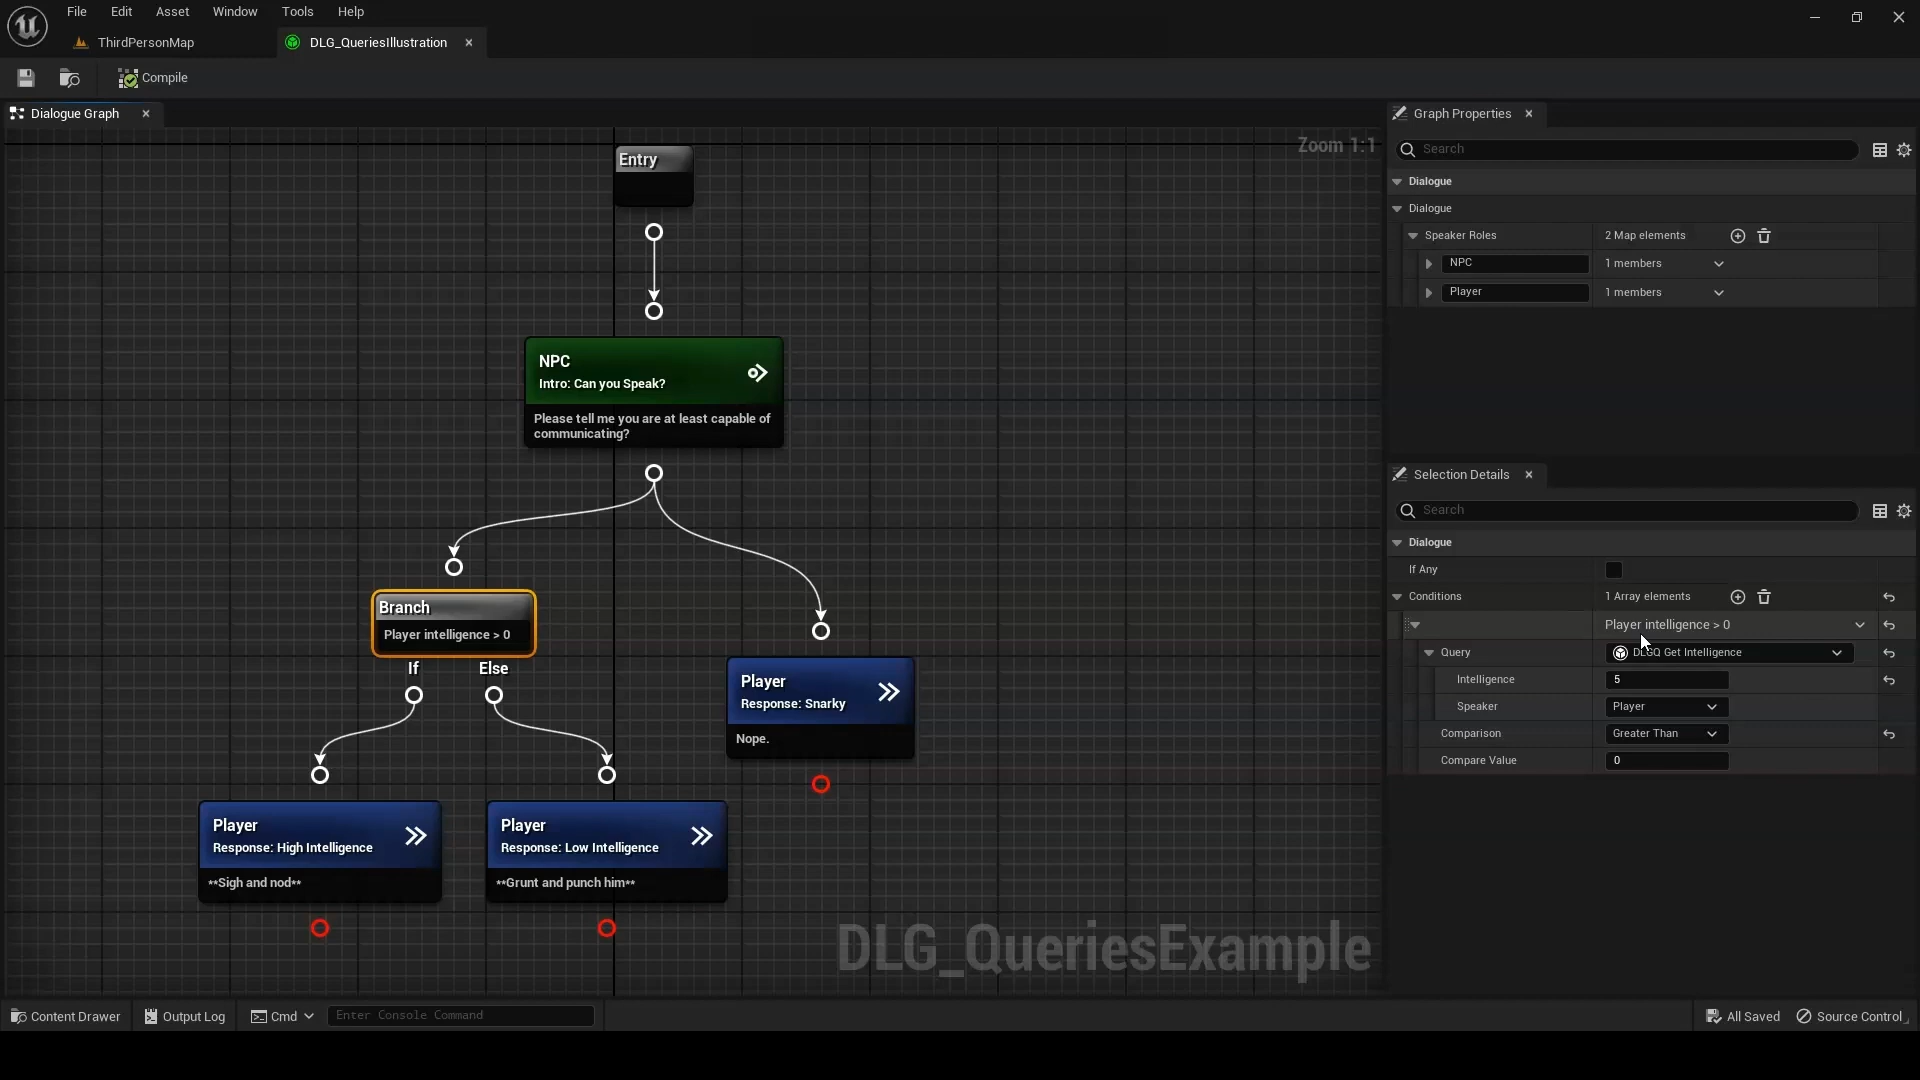 File Edit Asset Window Tools Help
ThirdPersonMap DLG_QueriesIllustration
Compile
Dialogue Graph
Zoom 1:1
Entry
NPC
Intro: Can you Speak?
Please tell me you are at least capable of
communicating?
Branch
Player intelligence > 0
If Else
Player
Response: Snarky
Nope.
Player
Response: High Intelligence
**Sigh and nod**
Player
Response: Low Intelligence
**Grunt and punch him**
DLG_QueriesExample
Graph Properties
Search
Dialogue
Dialogue
Speaker Roles 2 Map elements
NPC 1 members
Player 1 members
Selection Details
Search
Dialogue
If Any
Conditions 1 Array elements
Player intelligence > 0
Query DLGQ Get Intelligence
Intelligence 5
Speaker Player
Comparison Greater Than
Compare Value 0
Content Drawer Output Log Cmd Enter Console Command All Saved Source Control